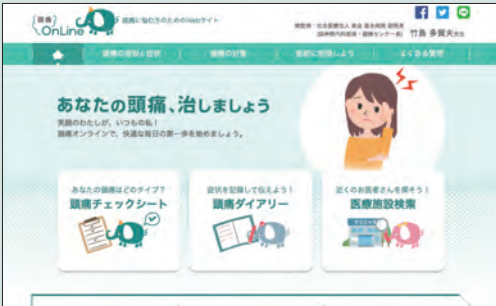 頭痛
OnLine
頭痛に悩む方のためのWebサイト
竹島 多賀夫先生
頭痛の種類と症状
頭痛の対策
医師に相談しよう
よくある質問
あなたの頭痛、治しましょう
笑顔のわたしが、いつもの私！
頭痛オンラインで、快適な毎日の第一歩を始めましょう。
あなたの頭痛はどのタイプ？
頭痛チェックシート
症状を記録して伝えよう！
頭痛ダイアリー
近くのお医者さんを探そう！
医療施設検索